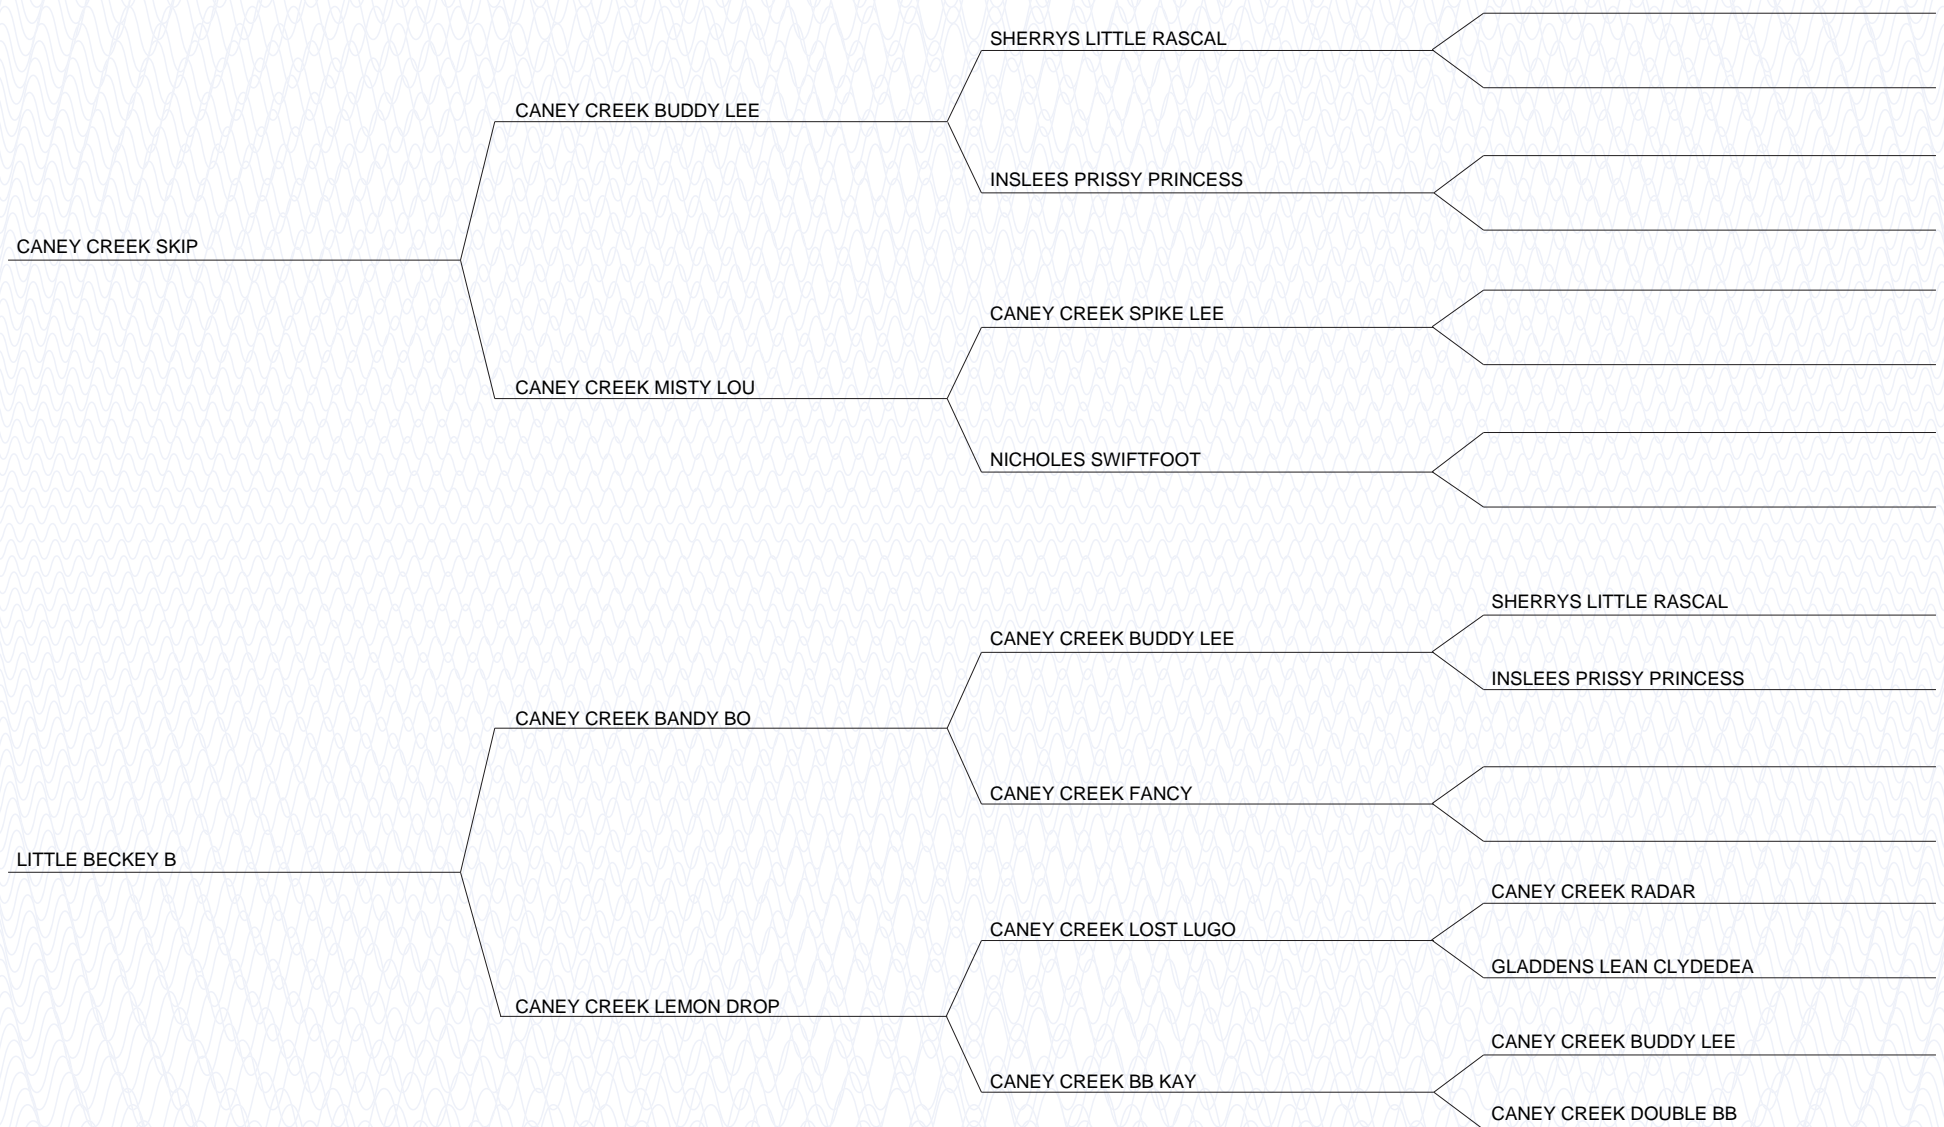 SHERRYS LITTLE RASCAL
CANEY CREEK BUDDY LEE
INSLEES PRISSY PRINCESS
CANEY CREEK SKIP
CANEY CREEK SPIKE LEE
CANEY CREEK MISTY LOU
NICHOLES SWIFTFOOT
SHERRYS LITTLE RASCAL
CANEY CREEK BUDDY LEE
INSLEES PRISSY PRINCESS
CANEY CREEK BANDY BO
CANEY CREEK FANCY
LITTLE BECKEY B
CANEY CREEK RADAR
CANEY CREEK LOST LUGO
GLADDENS LEAN CLYDEDEA
CANEY CREEK LEMON DROP
CANEY CREEK BUDDY LEE
CANEY CREEK BB KAY
CANEY CREEK DOUBLE BB